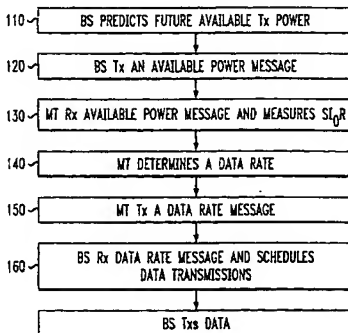 110
BS PREDICTS FUTURE AVAILABLE Tx POWER
120
BS Tx AN AVAILABLE POWER MESSAGE
130
MT Rx AVAILABLE POWER MESSAGE AND MEASURES SI0R
140
MT DETERMINES A DATA RATE
150
MT Tx A DATA RATE MESSAGE
160
BS Rx DATA RATE MESSAGE AND SCHEDULES
DATA TRANSMISSIONS
BS Txs DATA